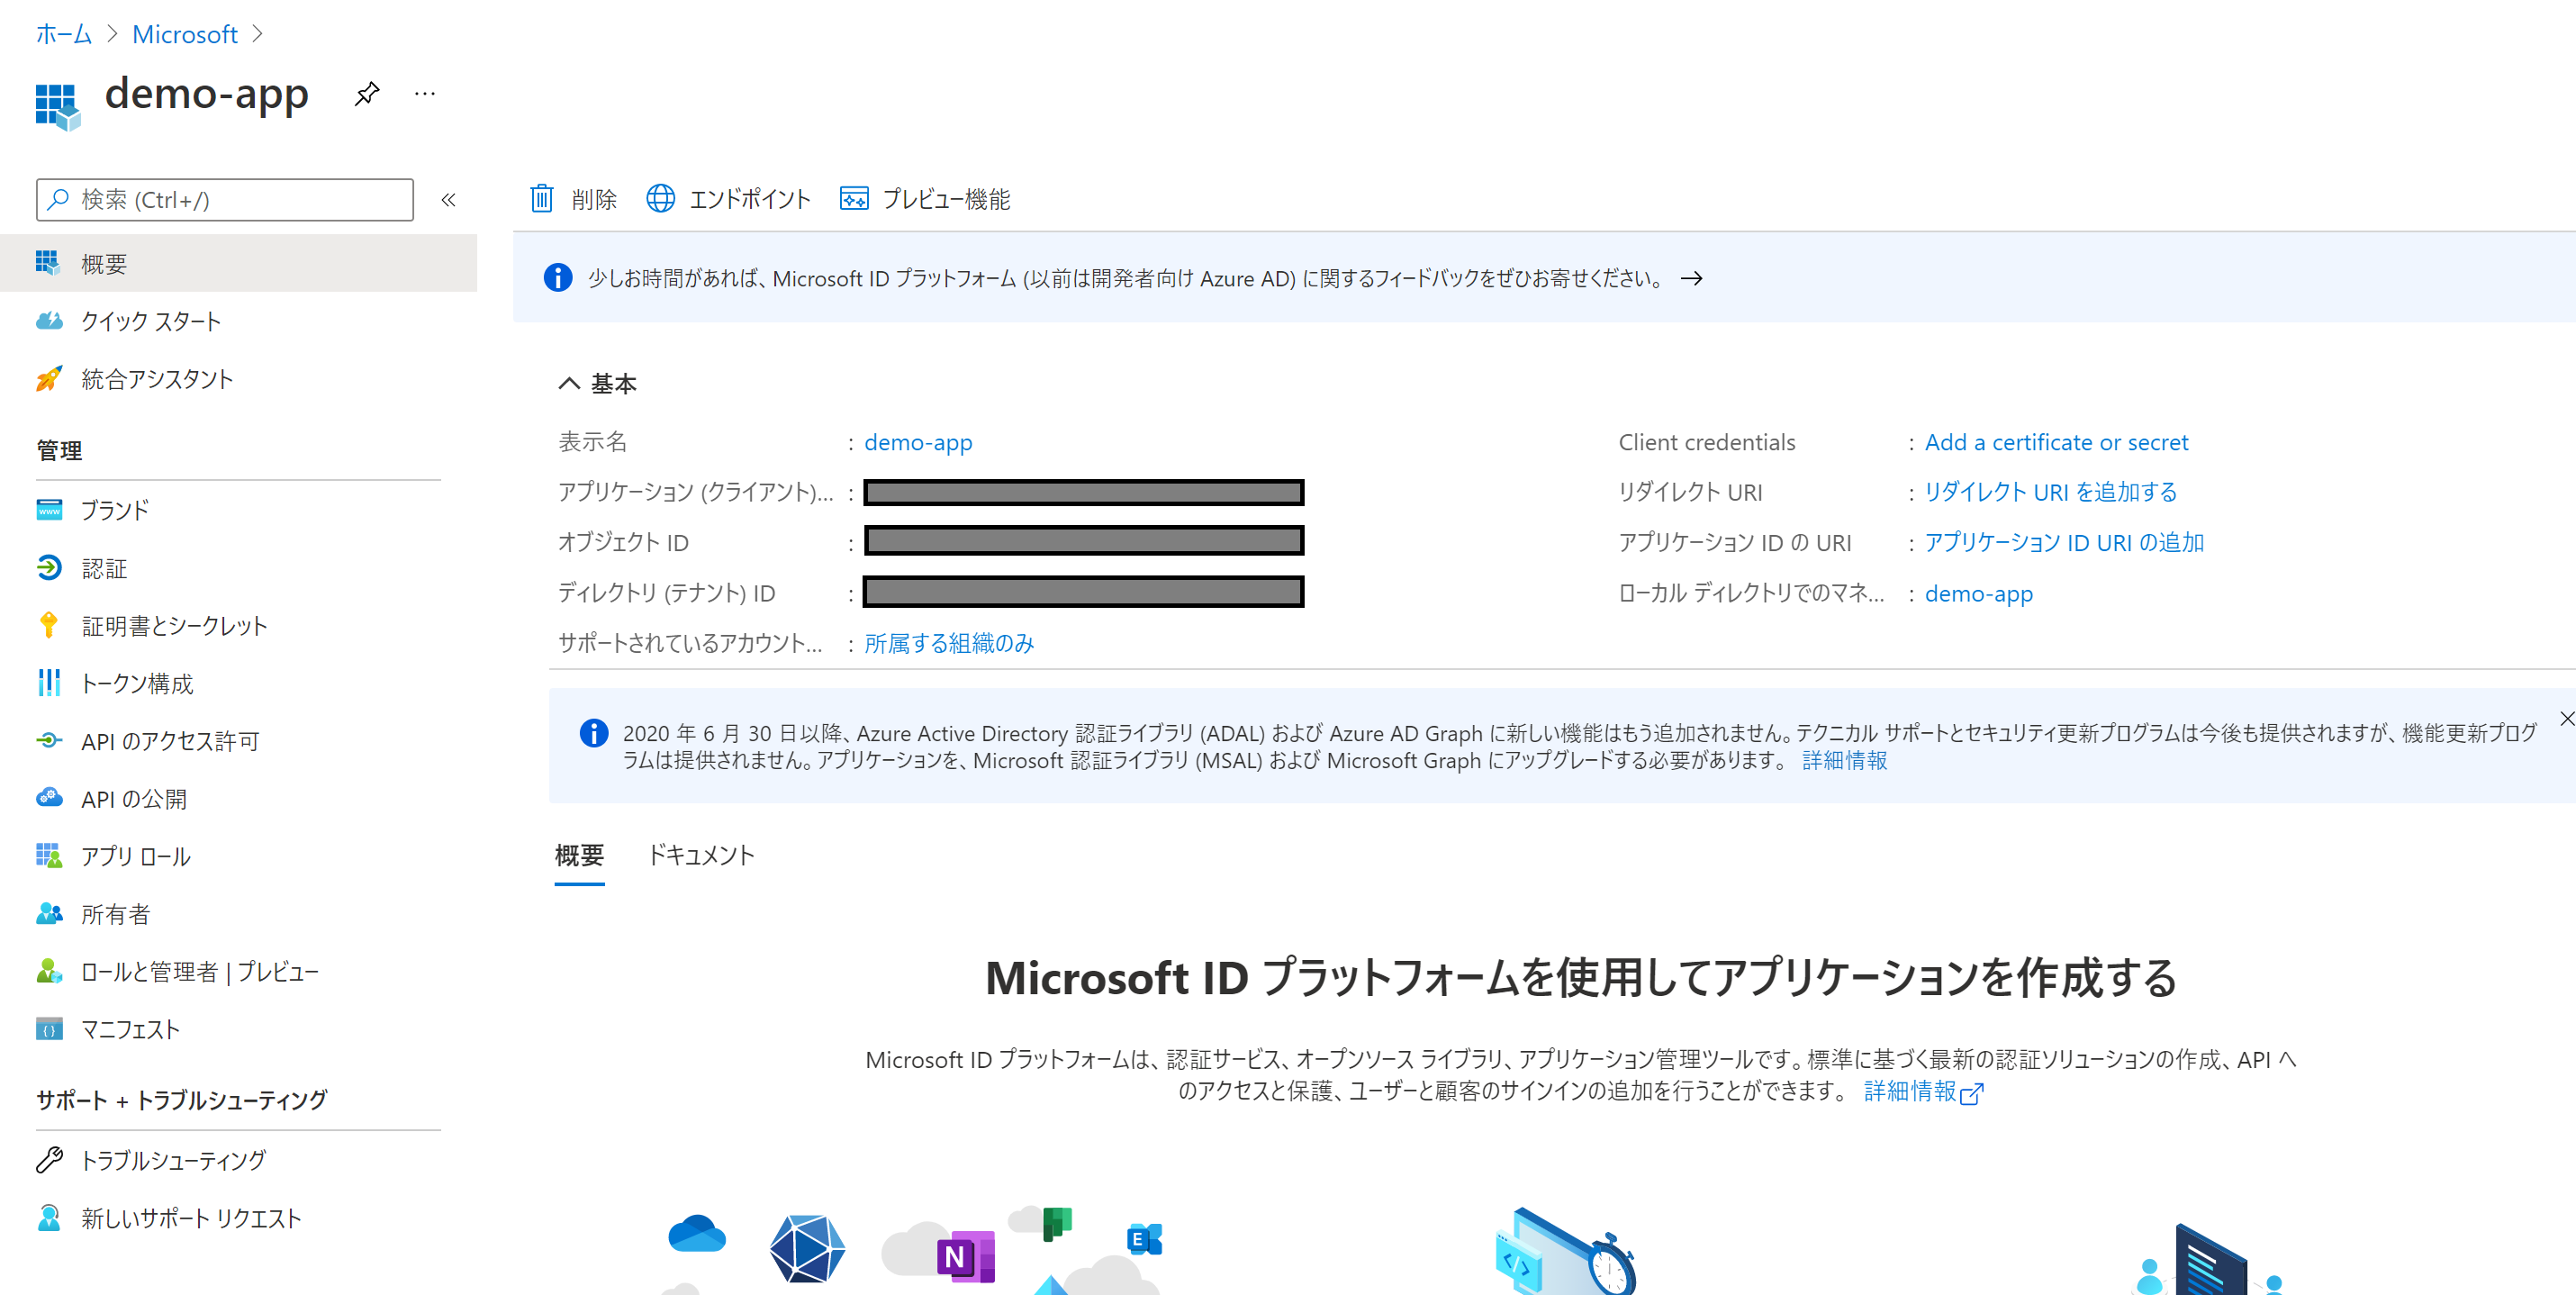 ホーム > Microsoft >
demo-app
検索 (Ctrl+/)
«
概要
クイック スタート
統合アシスタント
管理
ブランド
認証
証明書とシークレット
トークン構成
API のアクセス許可
API の公開
アプリ ロール
所有者
ロールと管理者 | プレビュー
マニフェスト
サポート + トラブルシューティング
トラブルシューティング
新しいサポート リクエスト
削除 エンドポイント プレビュー機能
少しお時間があれば、Microsoft ID プラットフォーム (以前は開発者向け Azure AD) に関するフィードバックをぜひお寄せください。 →
基本
表示名 : demo-app
アプリケーション (クライアント)... :
オブジェクト ID :
ディレクトリ (テナント) ID :
サポートされているアカウント... : 所属する組織のみ
Client credentials : Add a certificate or secret
リダイレクト URI : リダイレクト URI を追加する
アプリケーション ID の URI : アプリケーション ID URI の追加
ローカル ディレクトリでのマネ... : demo-app
2020 年 6 月 30 日以降、Azure Active Directory 認証ライブラリ (ADAL) および Azure AD Graph に新しい機能はもう追加されません。テクニカル サポートとセキュリティ更新プログラムは今後も提供されますが、機能更新プログ
ラムは提供されません。アプリケーションを、Microsoft 認証ライブラリ (MSAL) および Microsoft Graph にアップグレードする必要があります。 詳細情報
概要 ドキュメント
Microsoft ID プラットフォームを使用してアプリケーションを作成する
Microsoft ID プラットフォームは、認証サービス、オープンソース ライブラリ、アプリケーション管理ツールです。標準に基づく最新の認証ソリューションの作成、API へ
のアクセスと保護、ユーザーと顧客のサインインの追加を行うことができます。 詳細情報
N
E